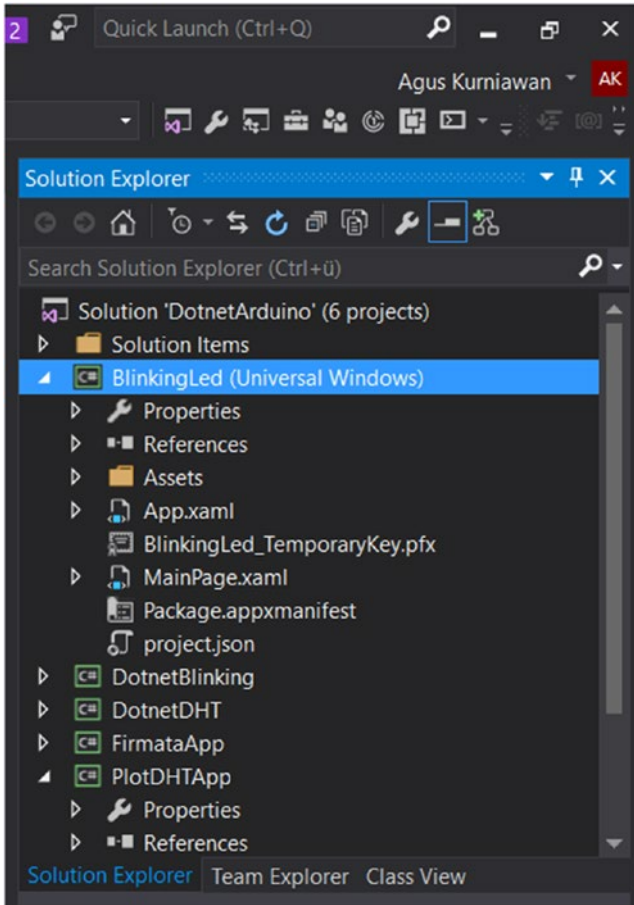 2
Quick Launch (Ctrl+Q)
Agus Kurniawan AK
Solution Explorer
Search Solution Explorer (Ctrl+ü)
Solution 'DotnetArduino' (6 projects)
Solution Items
C# BlinkingLed (Universal Windows)
Properties
References
Assets
App.xaml
BlinkingLed_TemporaryKey.pfx
MainPage.xaml
Package.appxmanifest
project.json
C# DotnetBlinking
C# DotnetDHT
C# FirmataApp
C# PlotDHTApp
Properties
References
Solution Explorer Team Explorer Class View